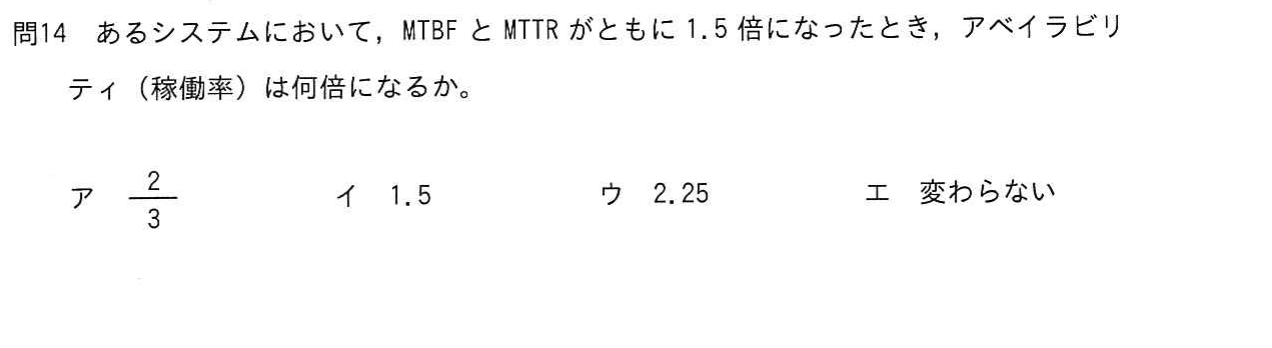 問14　あるシステムにおいて，MTBF と MTTR がともに 1.5 倍になったとき，アベイラビリ
ティ（稼働率）は何倍になるか。
ア　2/3　イ　1.5　ウ　2.25　エ　変わらない